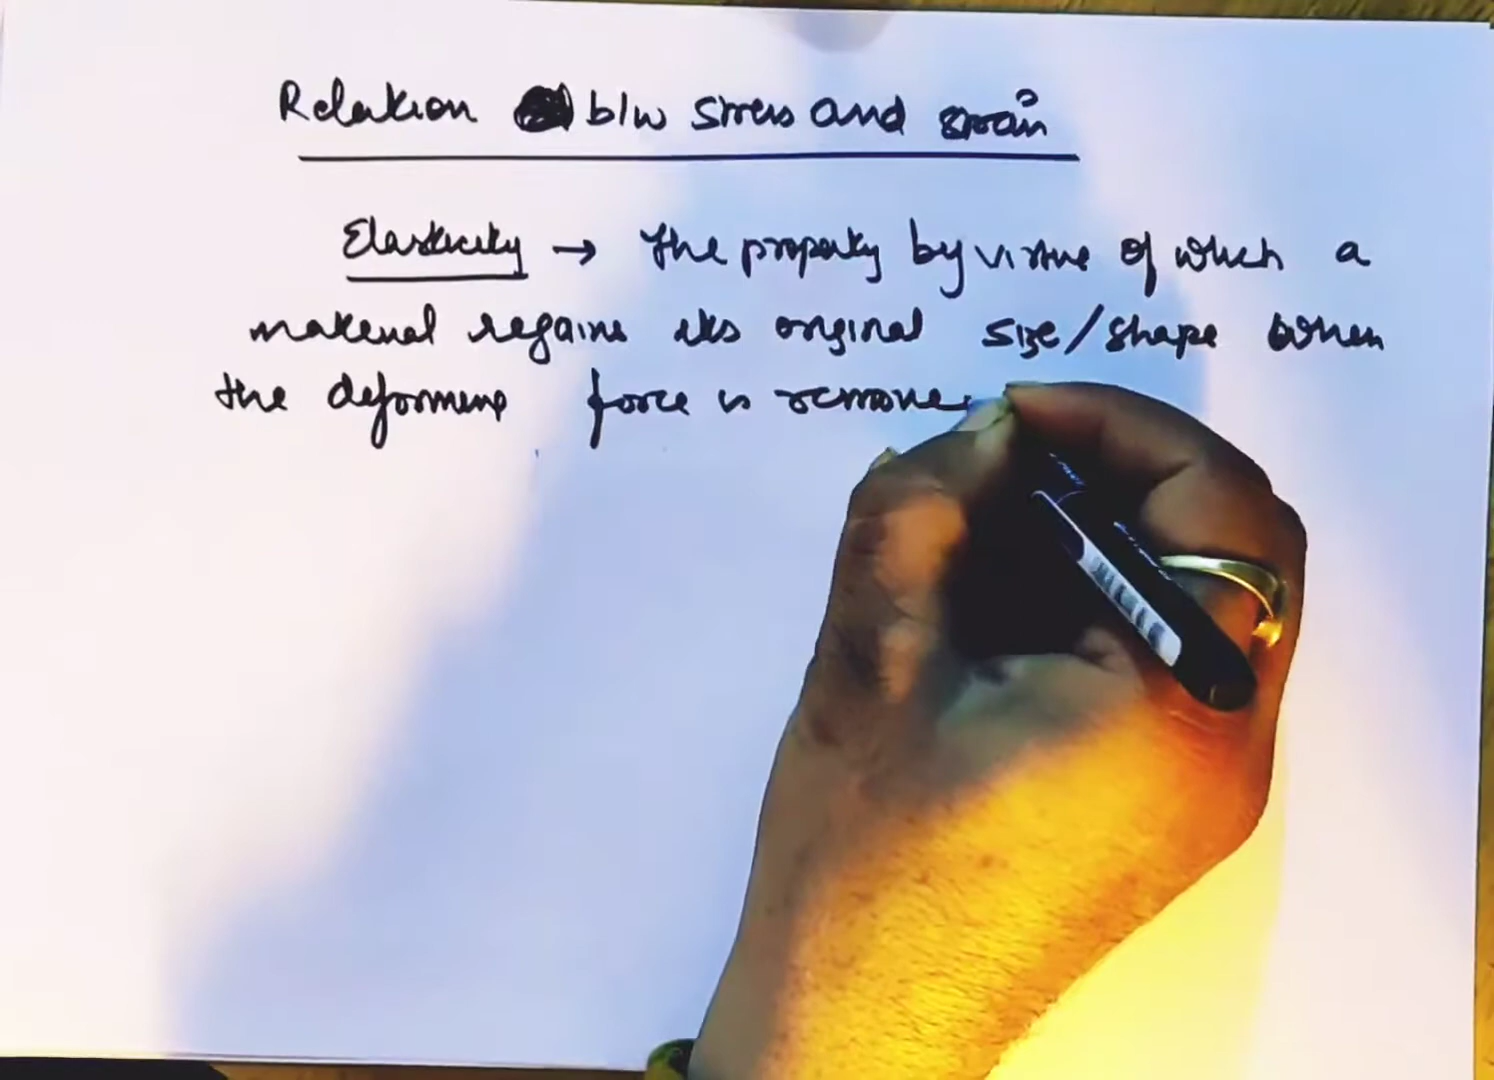 Relation b/w stress and strain
Elasticity → the property by virtue of which a
material regains its original size/shape when
the deforming force is remove